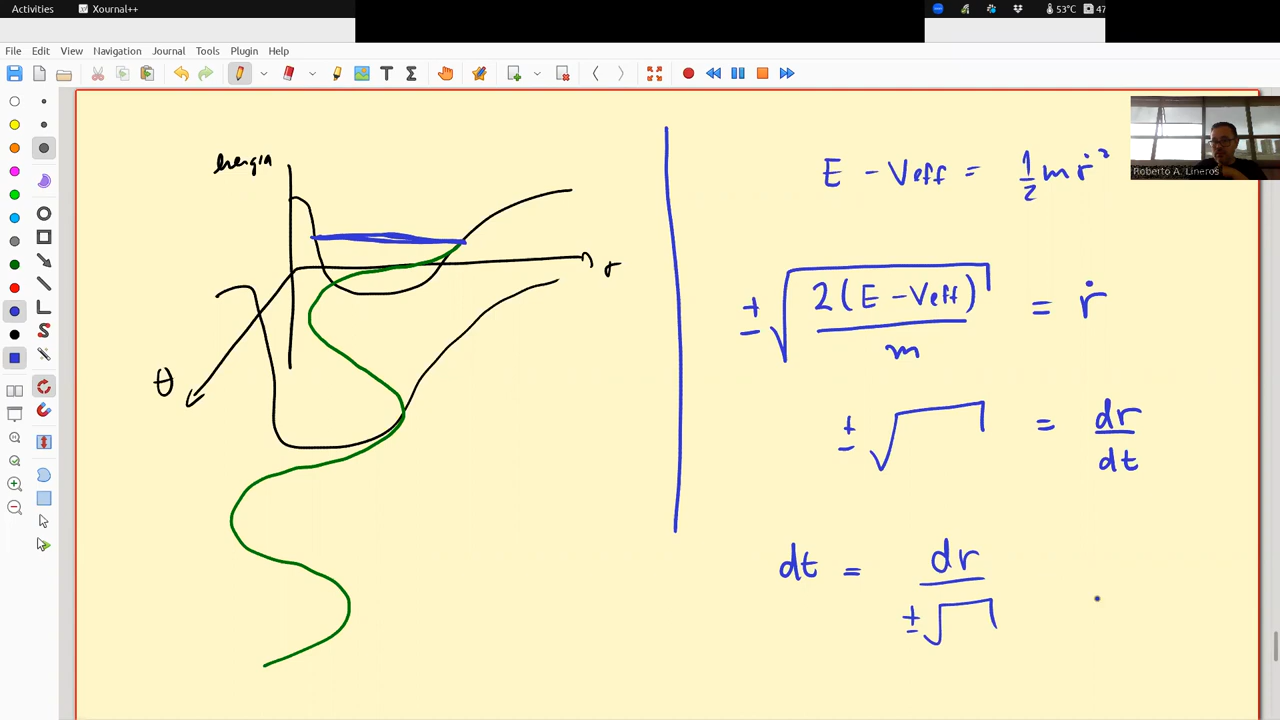 Activities Xournal++ 53°C 47
File Edit View Navigation Journal Tools Plugin Help
Energia
r
θ
E - Veff = 1/2 m ṙ²
± √(2(E - Veff)/m) = ṙ
± √ = dr/dt
dt = dr/(± √)
Roberto A. Lineros